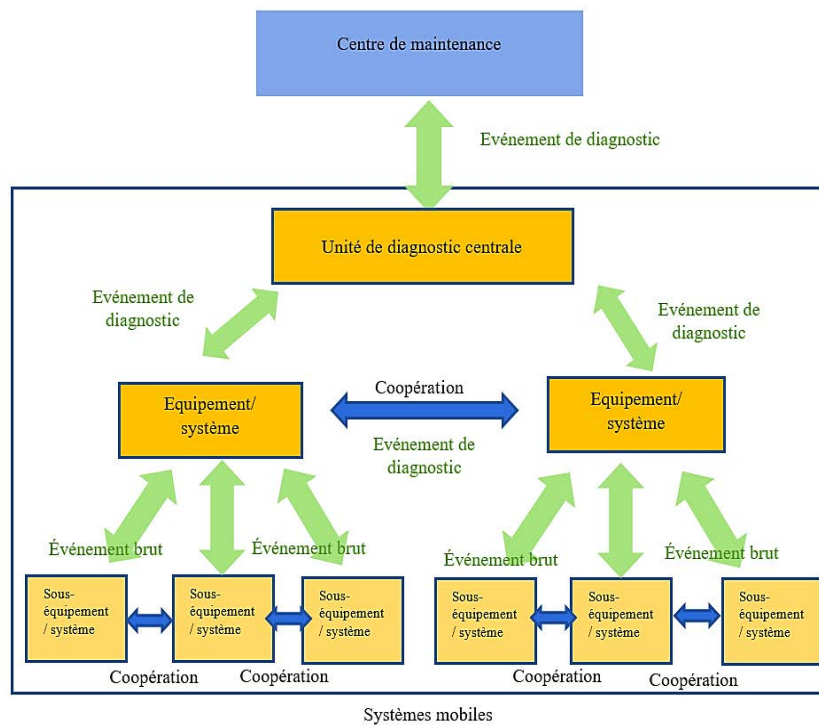 Centre de maintenance
Evénement de diagnostic
Unité de diagnostic centrale
Evénement de
diagnostic
Evénement de
diagnostic
Equipement/
système
Coopération
Evénement de
diagnostic
Equipement/
système
Événement brut
Événement brut
Événement brut
Événement brut
Sous-
équipement
/ système
Sous-
équipement
/ système
Sous-
équipement
/ système
Sous-
équipement
/ système
Sous-
équipement
/ système
Sous-
équipement
/ système
Coopération
Coopération
Coopération
Coopération
Systèmes mobiles